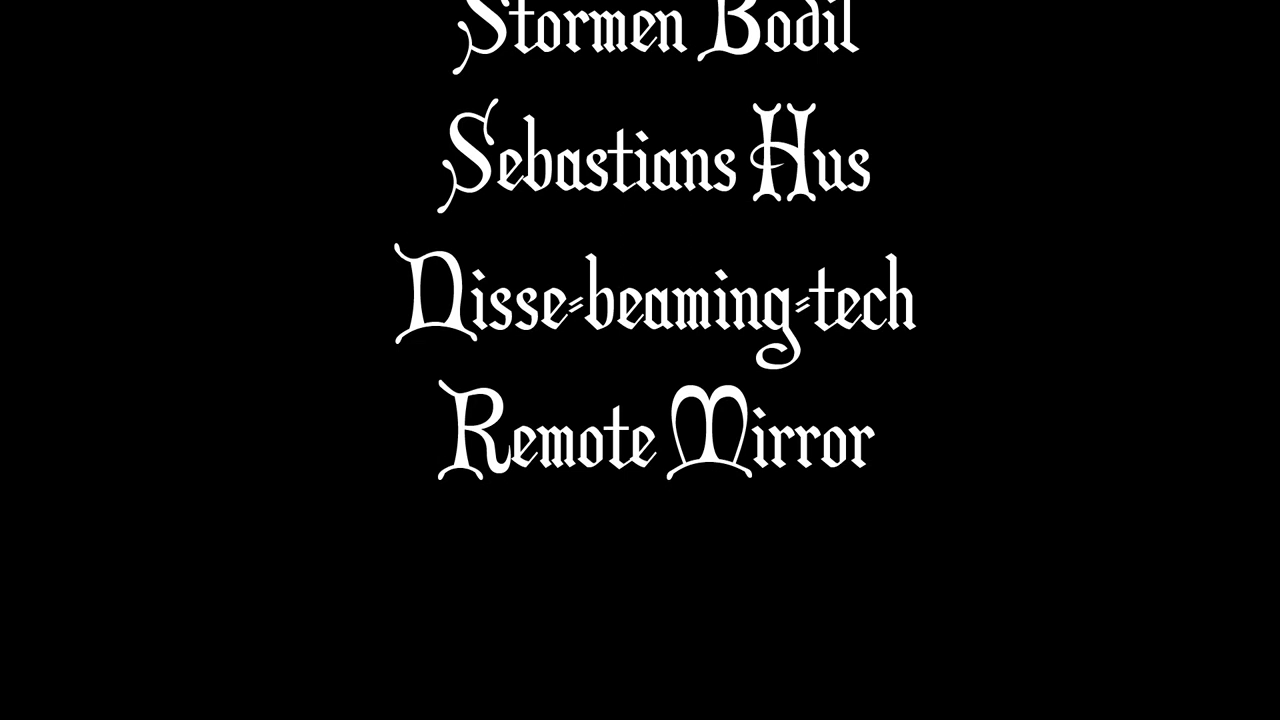 Stormen Bodil
Sebastians Hus
Disse-beaming-tech
Remote Mirror